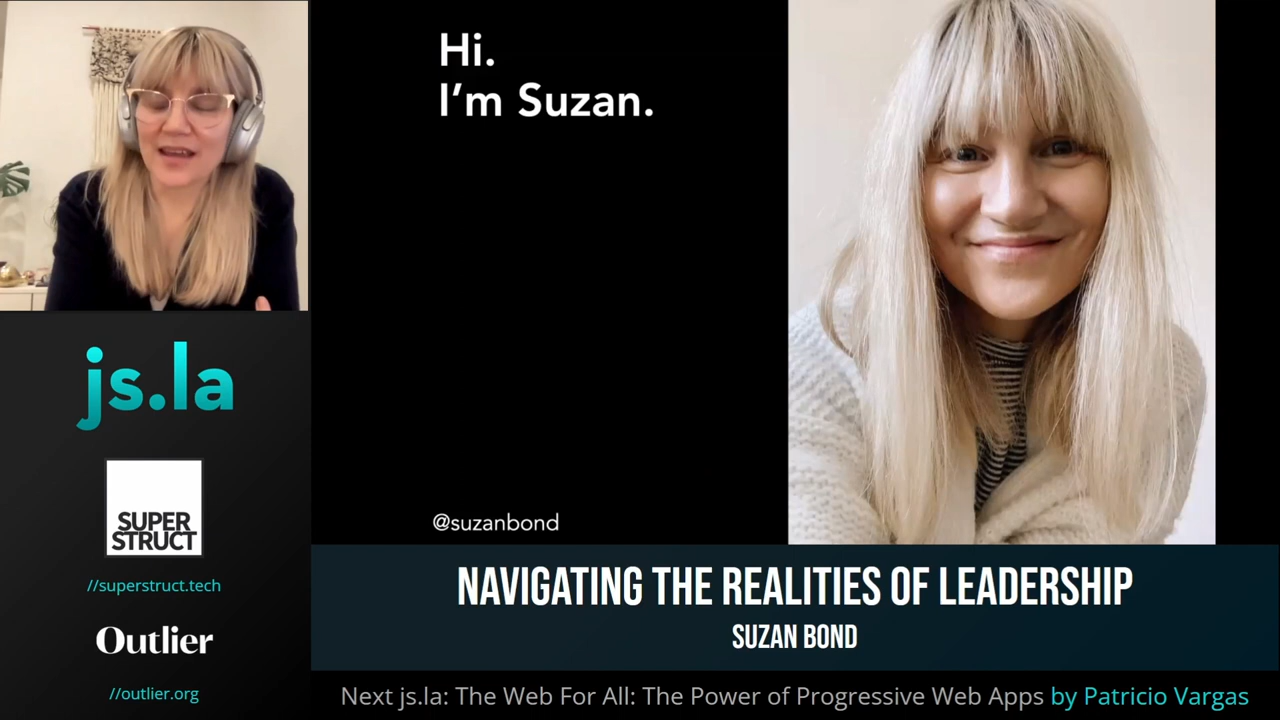 Hi.
I'm Suzan.
@suzanbond
js.la
SUPER
STRUCT
//superstruct.tech
Outlier
//outlier.org
NAVIGATING THE REALITIES OF LEADERSHIP
SUZAN BOND
Next js.la: The Web For All: The Power of Progressive Web Apps by Patricio Vargas